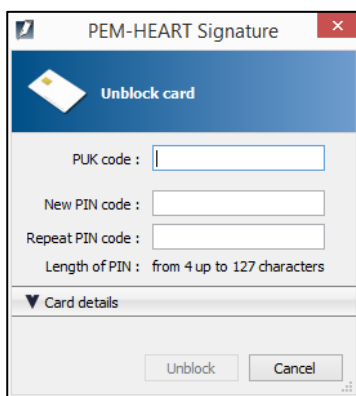 PEM-HEART Signature
Unblock card
PUK code :
New PIN code :
Repeat PIN code :
Length of PIN : from 4 up to 127 characters
Card details
Unblock Cancel